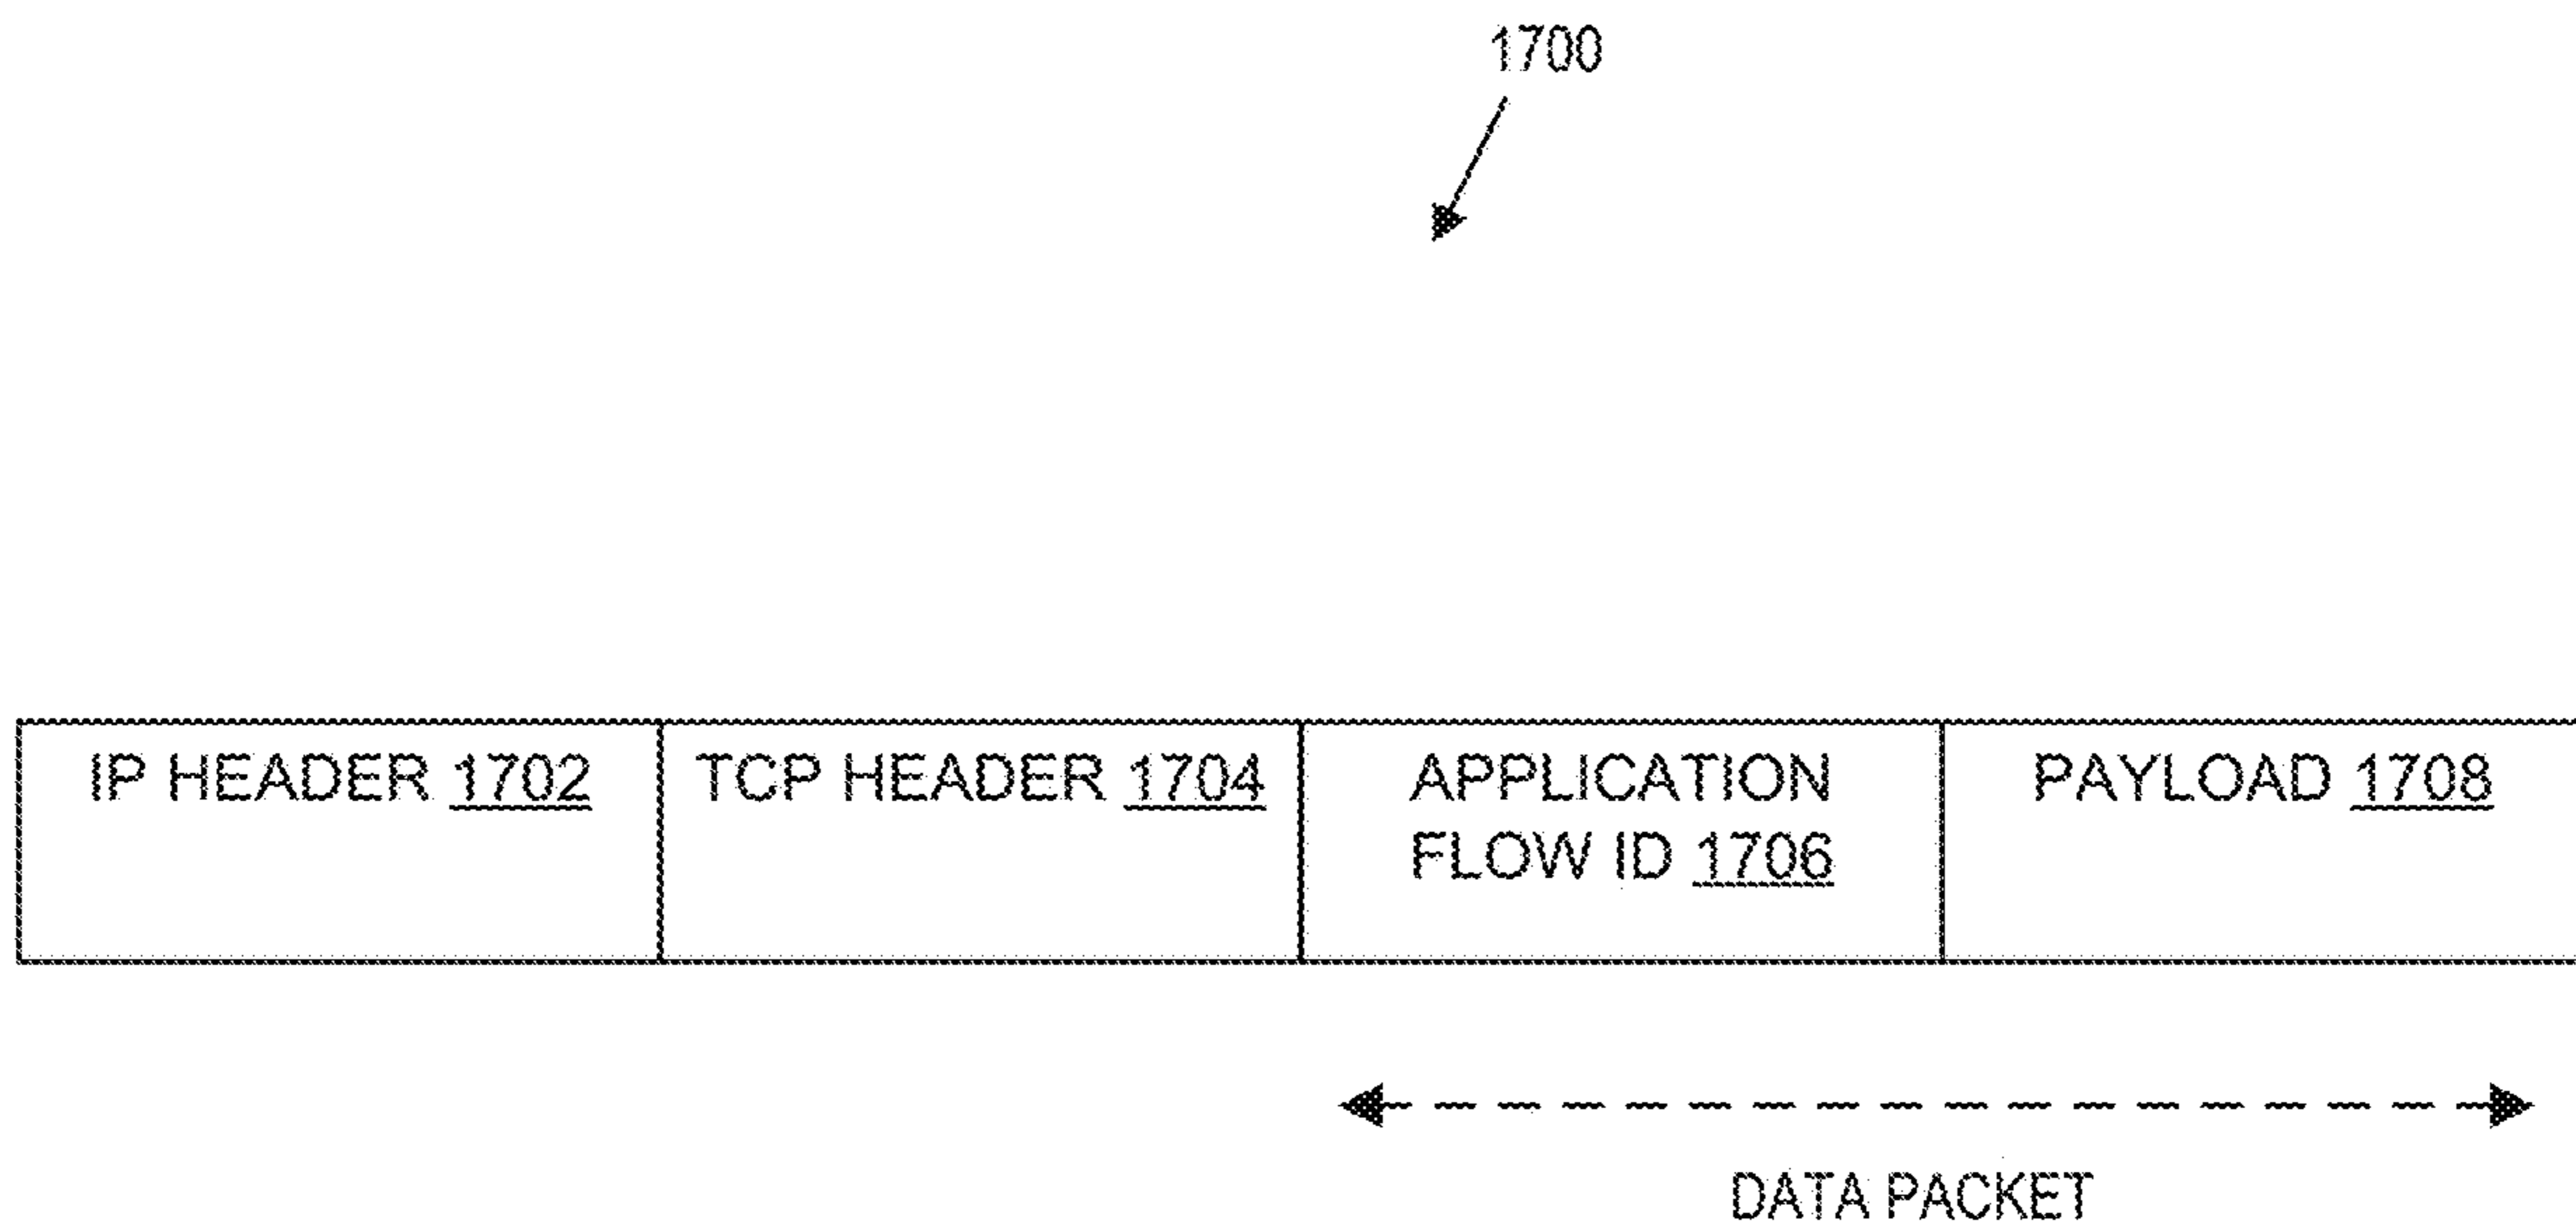 1700
IP HEADER 1702
TCP HEADER 1704
APPLICATION
FLOW ID 1706
PAYLOAD 1708
DATA PACKET